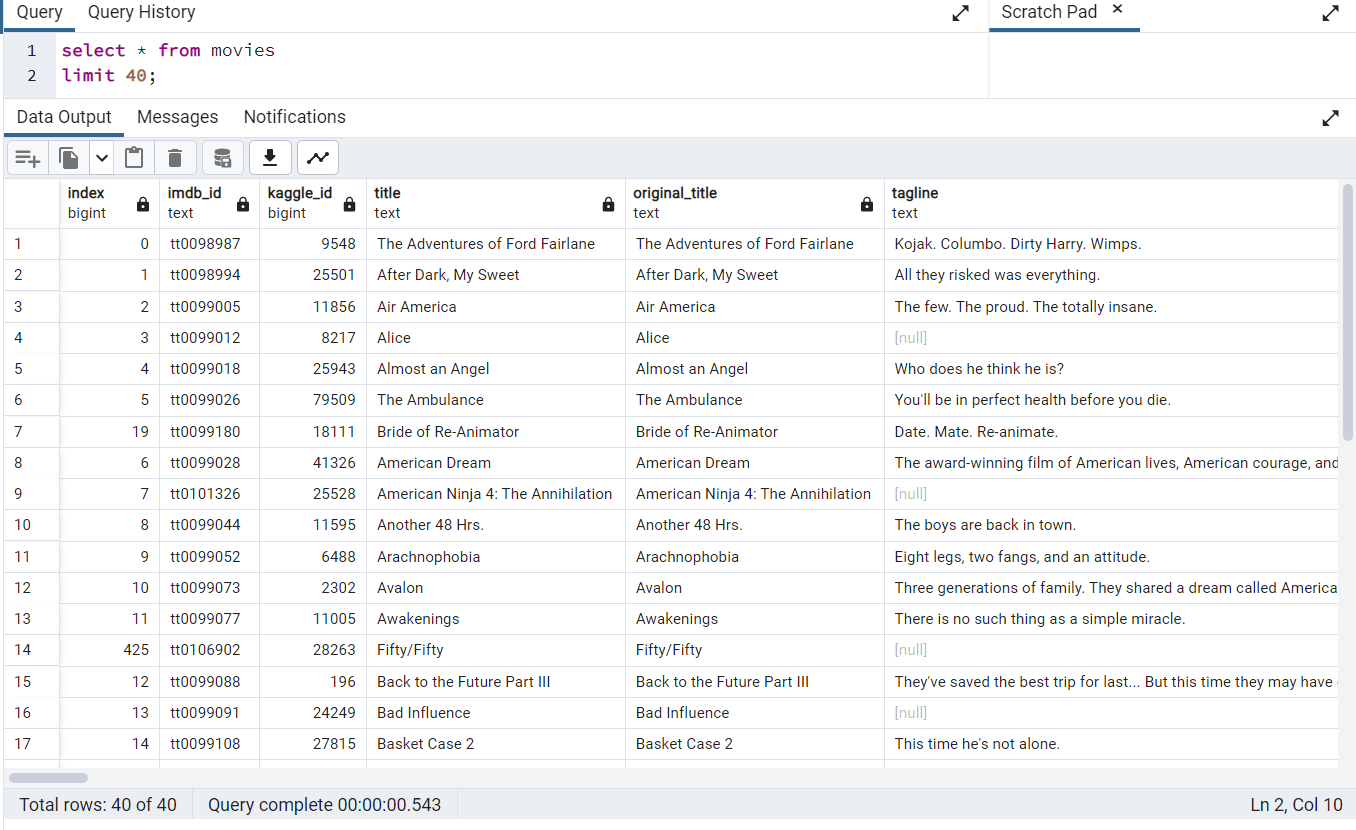 Query Query History Scratch Pad ×
1 select * from movies
2 limit 40;
Data Output Messages Notifications
index imdb_id kaggle_id title original_title tagline
bigint text bigint text text text
1 0 tt0098987 9548 The Adventures of Ford Fairlane The Adventures of Ford Fairlane Kojak. Columbo. Dirty Harry. Wimps.
2 1 tt0098994 25501 After Dark, My Sweet After Dark, My Sweet All they risked was everything.
3 2 tt0099005 11856 Air America Air America The few. The proud. The totally insane.
4 3 tt0099012 8217 Alice Alice [null]
5 4 tt0099018 25943 Almost an Angel Almost an Angel Who does he think he is?
6 5 tt0099026 79509 The Ambulance The Ambulance You'll be in perfect health before you die.
7 19 tt0099180 18111 Bride of Re-Animator Bride of Re-Animator Date. Mate. Re-animate.
8 6 tt0099028 41326 American Dream American Dream The award-winning film of American lives, American courage, and
9 7 tt0101326 25528 American Ninja 4: The Annihilation American Ninja 4: The Annihilation [null]
10 8 tt0099044 11595 Another 48 Hrs. Another 48 Hrs. The boys are back in town.
11 9 tt0099052 6488 Arachnophobia Arachnophobia Eight legs, two fangs, and an attitude.
12 10 tt0099073 2302 Avalon Avalon Three generations of family. They shared a dream called America
13 11 tt0099077 11005 Awakenings Awakenings There is no such thing as a simple miracle.
14 425 tt0106902 28263 Fifty/Fifty Fifty/Fifty [null]
15 12 tt0099088 196 Back to the Future Part III Back to the Future Part III They've saved the best trip for last... But this time they may have
16 13 tt0099091 24249 Bad Influence Bad Influence [null]
17 14 tt0099108 27815 Basket Case 2 Basket Case 2 This time he's not alone.
Total rows: 40 of 40 Query complete 00:00:00.543 Ln 2, Col 10